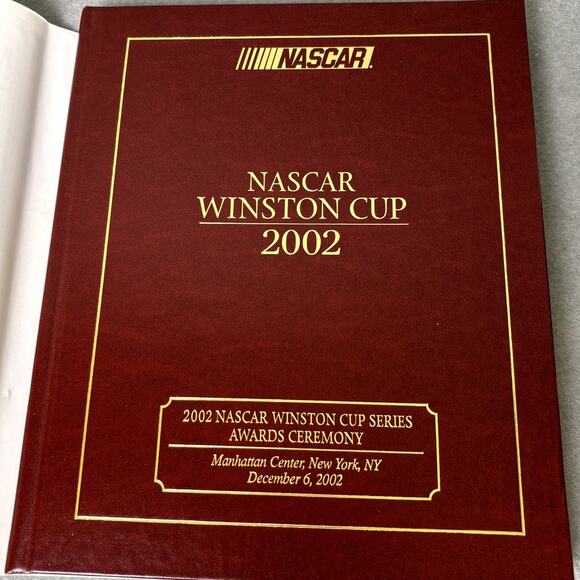 NASCAR.
NASCAR
WINSTON CUP
2002
2002 NASCAR WINSTON CUP SERIES
AWARDS CEREMONY
Manhattan Center, New York, NY
December 6, 2002